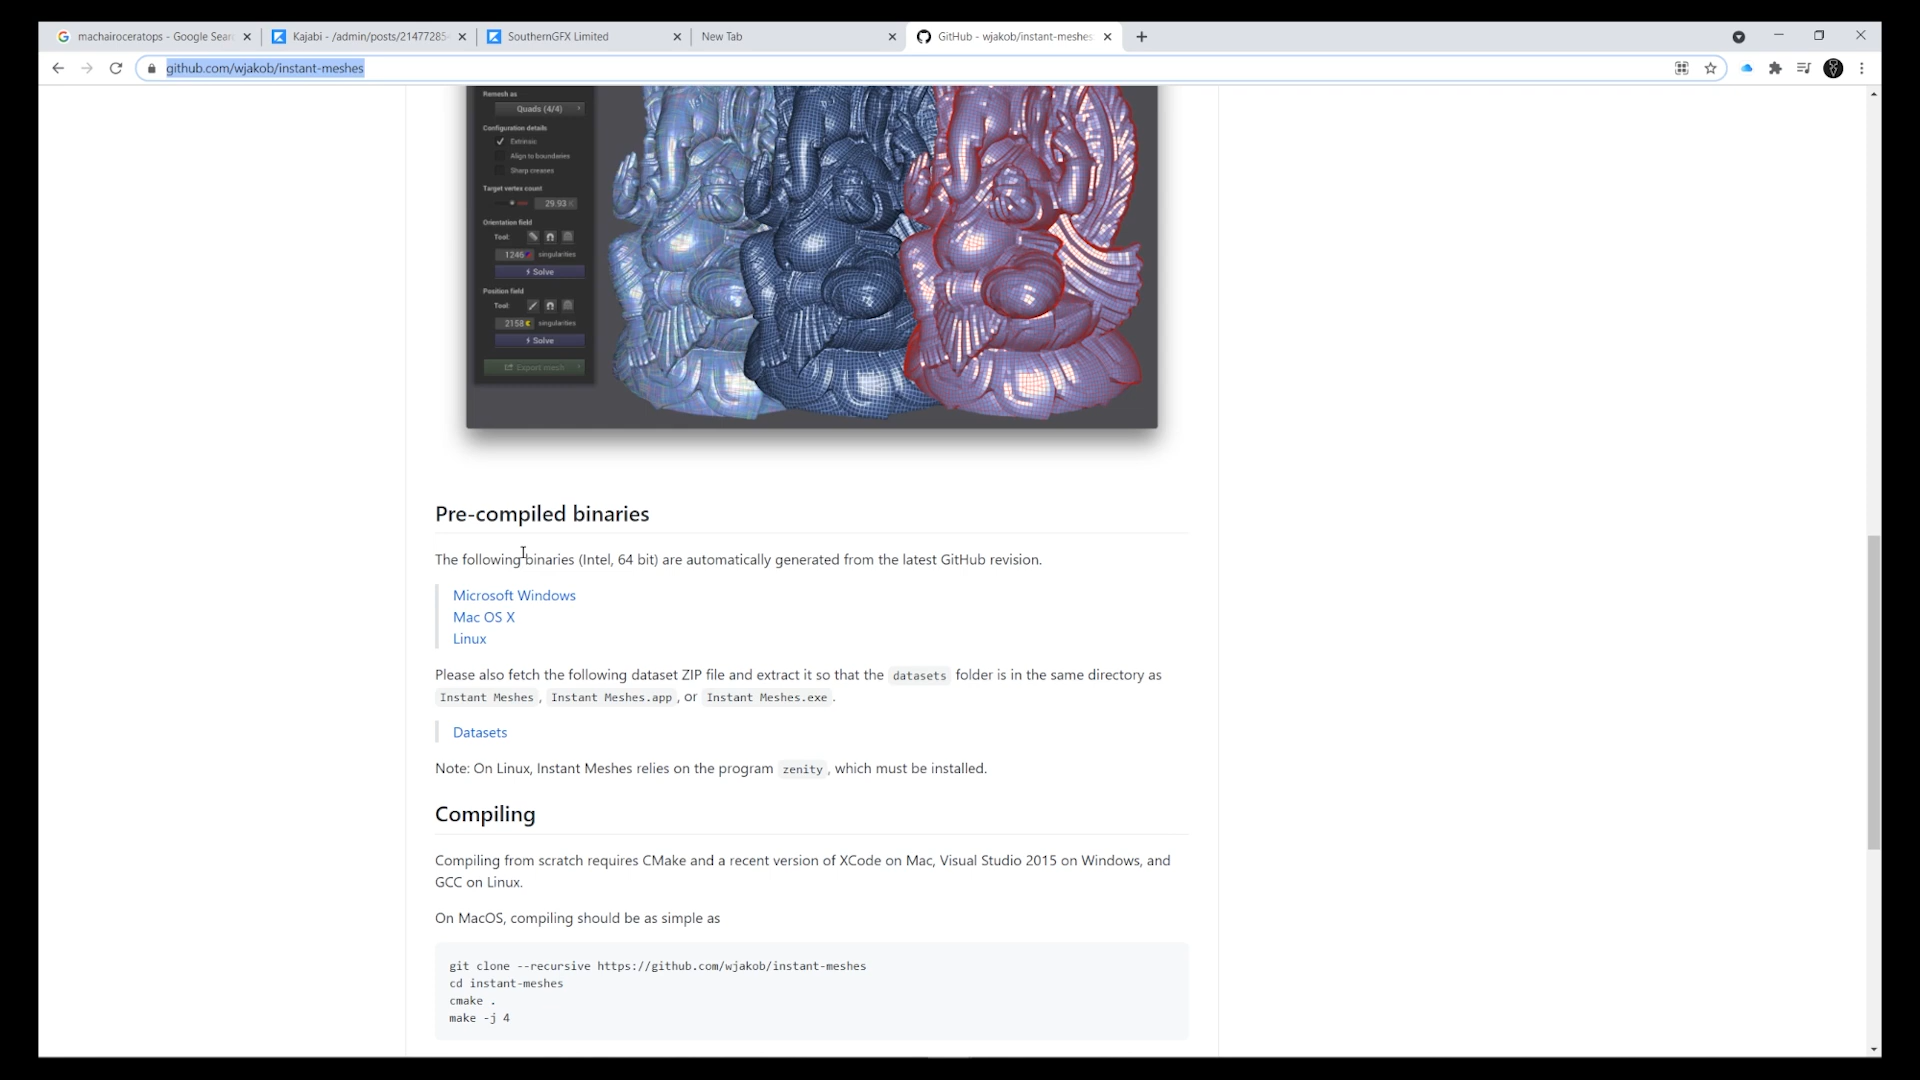 machairoceratops - Google Sear
Kajabi - /admin/posts/21477285
SouthernGFX Limited
New Tab
GitHub - wjakob/instant-meshes
github.com/wjakob/instant-meshes
Remesh as
Quads (4/4)
Configuration details
Extrinsic
Align to boundaries
Sharp creases
Target vertex count
29.93 K
Orientation field
Tool:
1246 singularities
Solve
Position field
Tool:
2158 singularities
Solve
Export mesh
Pre-compiled binaries
The following binaries (Intel, 64 bit) are automatically generated from the latest GitHub revision.
Microsoft Windows
Mac OS X
Linux
Please also fetch the following dataset ZIP file and extract it so that the datasets folder is in the same directory as
Instant Meshes , Instant Meshes.app , or Instant Meshes.exe .
Datasets
Note: On Linux, Instant Meshes relies on the program zenity , which must be installed.
Compiling
Compiling from scratch requires CMake and a recent version of XCode on Mac, Visual Studio 2015 on Windows, and
GCC on Linux.
On MacOS, compiling should be as simple as
git clone --recursive https://github.com/wjakob/instant-meshes
cd instant-meshes
cmake .
make -j 4